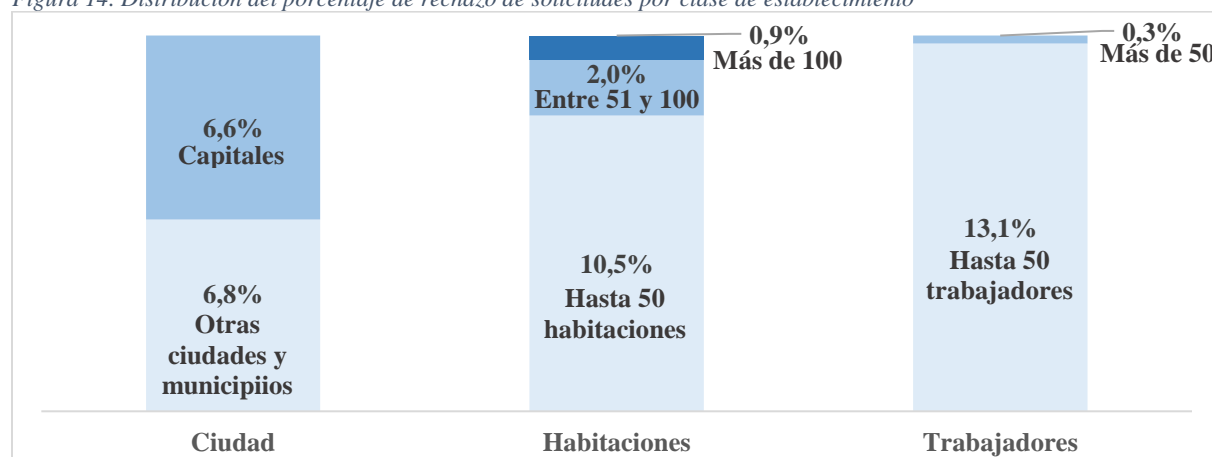 Figura 14. Distribución del porcentaje de rechazo de solicitudes por clase de establecimiento
6,6%
Capitales
6,8%
Otras
ciudades y
municipiios
0,9%
Más de 100
2,0%
Entre 51 y 100
10,5%
Hasta 50
habitaciones
0,3%
Más de 50
13,1%
Hasta 50
trabajadores
Ciudad
Habitaciones
Trabajadores